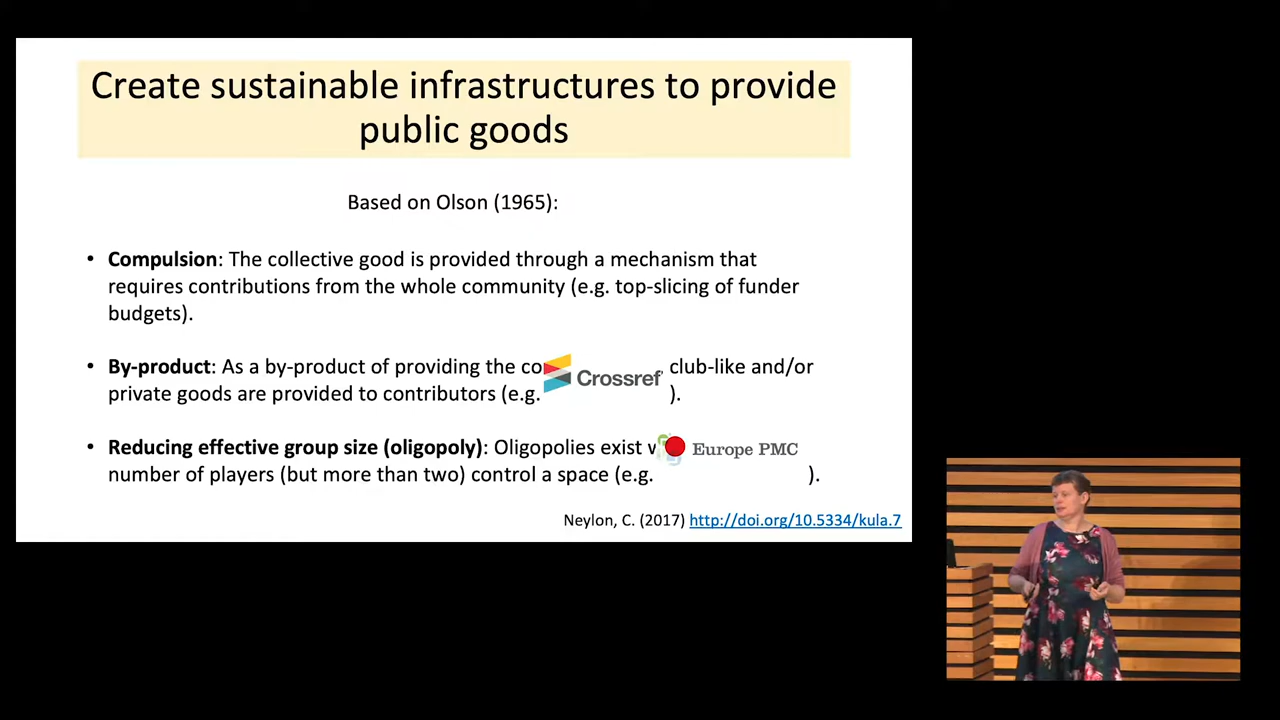 Create sustainable infrastructures to provide
public goods
Based on Olson (1965):
• Compulsion: The collective good is provided through a mechanism that
requires contributions from the whole community (e.g. top-slicing of funder
budgets).
• By-product: As a by-product of providing the co Crossref club-like and/or
private goods are provided to contributors (e.g. ).
• Reducing effective group size (oligopoly): Oligopolies exist w Europe PMC
number of players (but more than two) control a space (e.g. ).
Neylon, C. (2017) http://doi.org/10.5334/kula.7